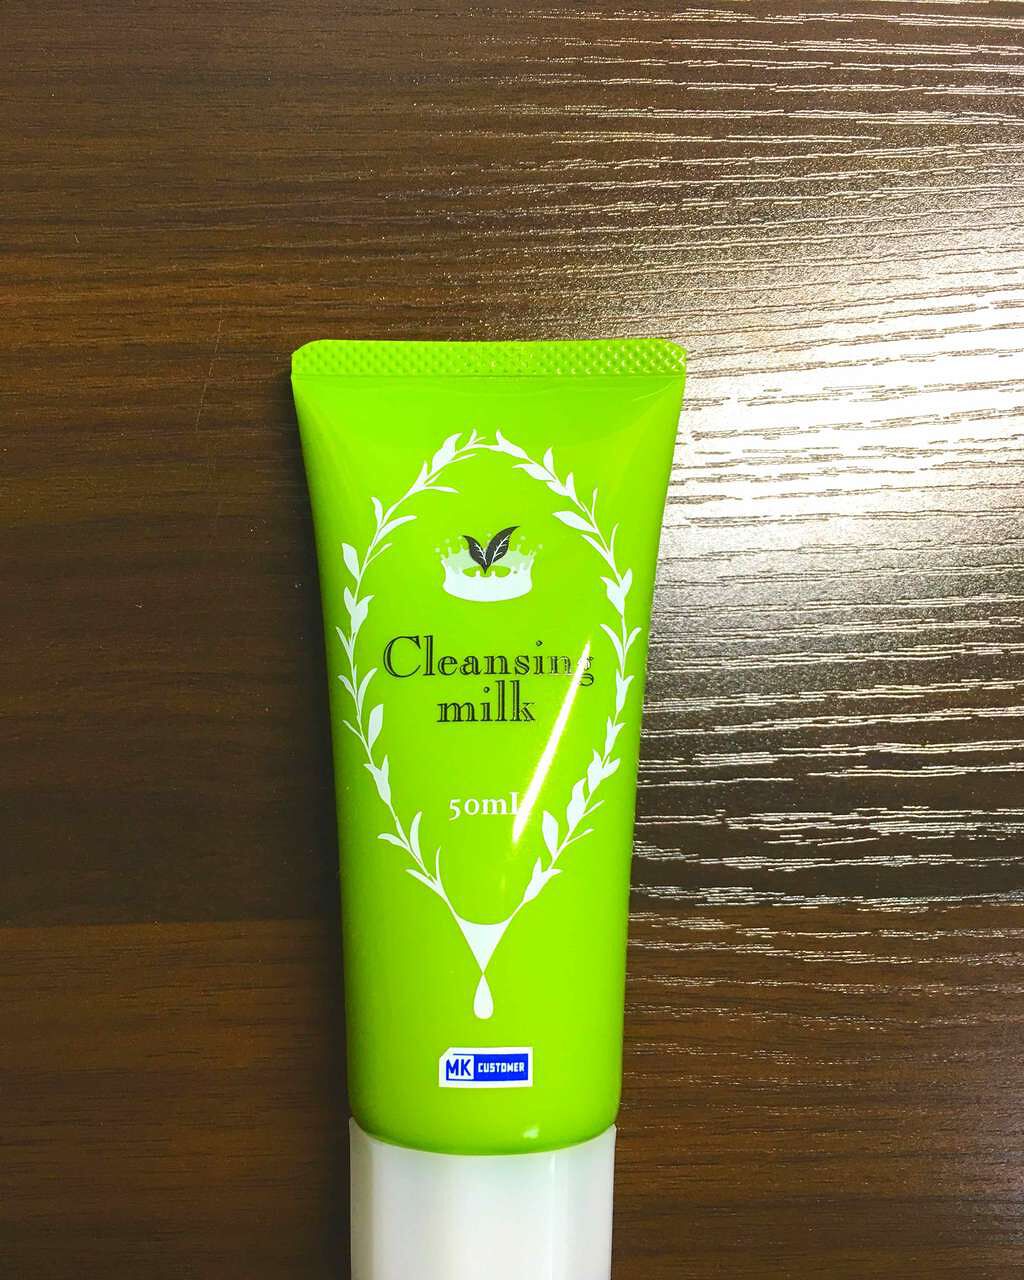 Cleansing
milk
50ml
MK CUSTOMER